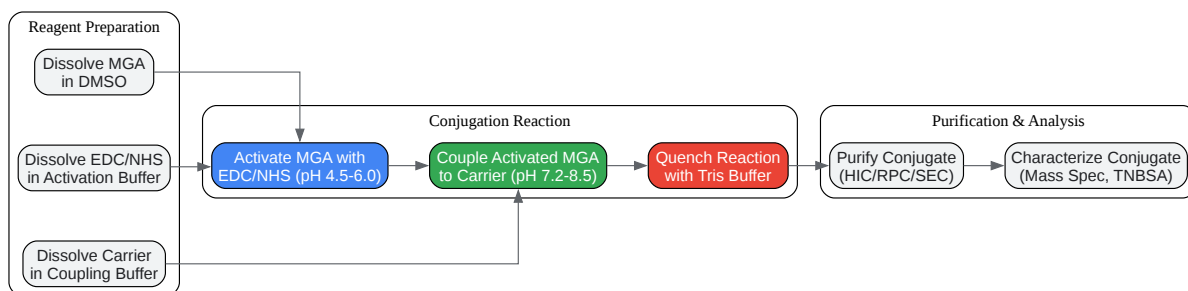 Reagent Preparation
Dissolve MGA
in DMSO
Dissolve EDC/NHS
in Activation Buffer
Dissolve Carrier
in Coupling Buffer
Conjugation Reaction
Activate MGA with
EDC/NHS (pH 4.5-6.0)
Couple Activated MGA
to Carrier (pH 7.2-8.5)
Quench Reaction
with Tris Buffer
Purification & Analysis
Purify Conjugate
(HIC/RPC/SEC)
Characterize Conjugate
(Mass Spec, TNBSA)